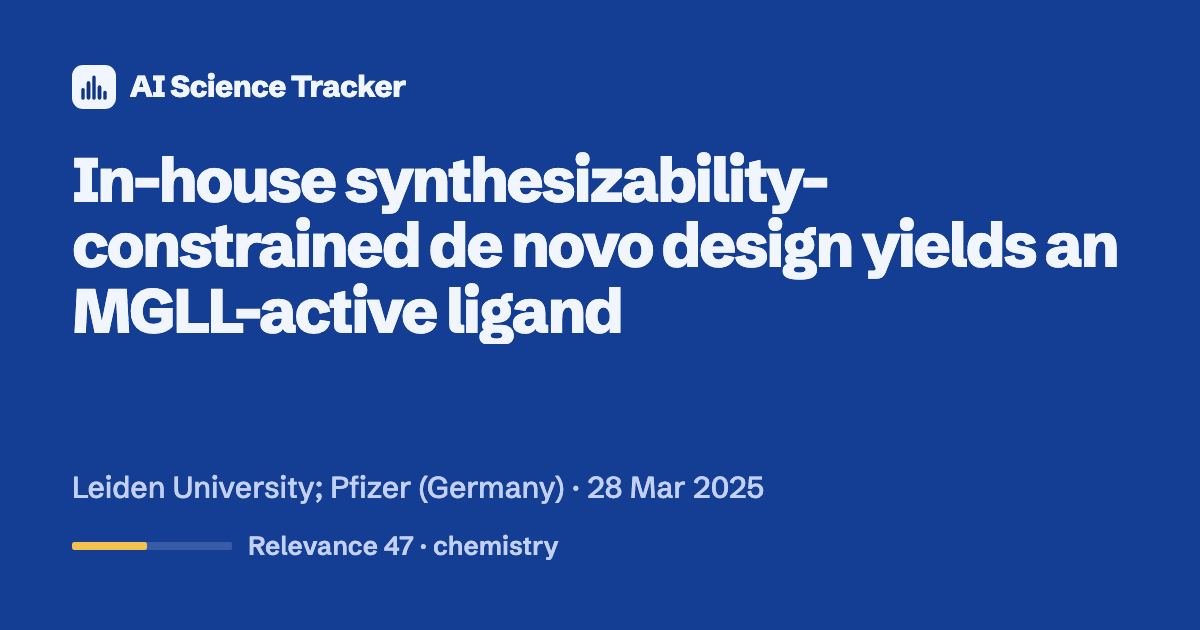 AI Science Tracker
In-house synthesizability-
constrained de novo design yields an
MGLL-active ligand
Leiden University; Pfizer (Germany) · 28 Mar 2025
Relevance 47 · chemistry